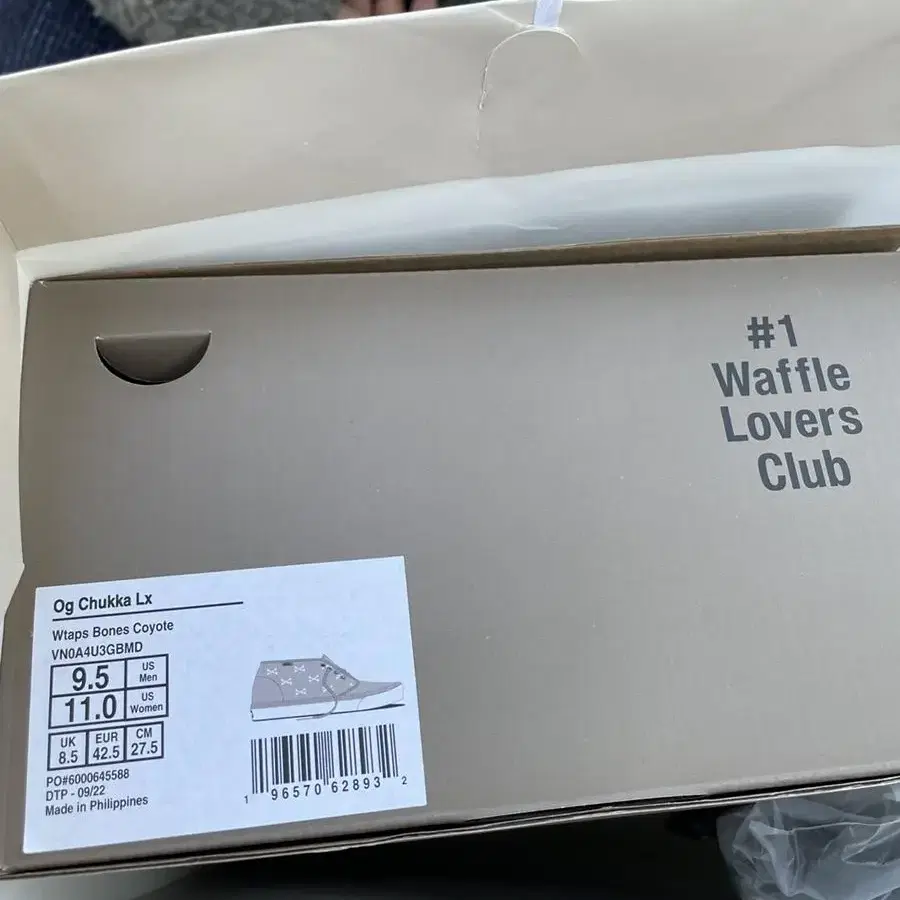 #1
Waffle
Lovers
Club
Og Chukka Lx
Wtaps Bones Coyote
VN0A4U3GBMD
9.5 US Men
11.0 US Women
UK 8.5 EUR 42.5 CM 27.5
PO#6000645588
DTP - 09/22
Made in Philippines
1 96570 62893 2